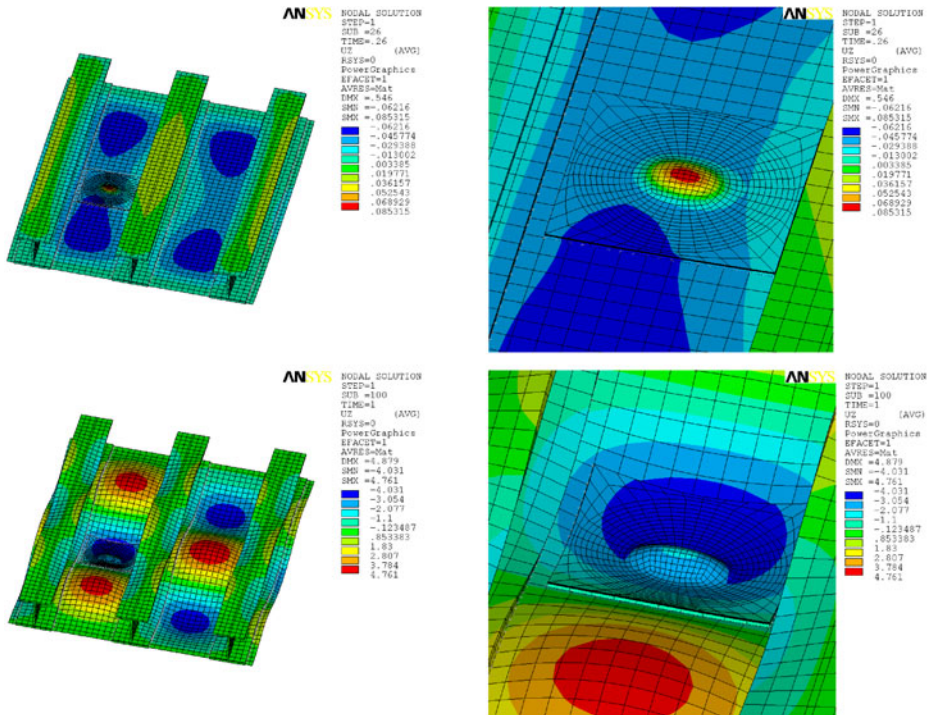 ANSYS
NODAL SOLUTION
STEP=1
SUB =26
TIME=.26
UZ (AVG)
RSYS=0
PowerGraphics
EFACET=1
AVRES=Mat
DMX =.546
SMN =-.06216
SMX =.085315
-.06216
-.045774
-.029388
-.013002
.003385
.019771
.036157
.052543
.068929
.085315
ANSYS
NODAL SOLUTION
STEP=1
SUB =26
TIME=.26
UZ (AVG)
RSYS=0
PowerGraphics
EFACET=1
AVRES=Mat
DMX =.546
SMN =-.06216
SMX =.085315
-.06216
-.045774
-.029388
-.013002
.003385
.019771
.036157
.052543
.068929
.085315
ANSYS
NODAL SOLUTION
STEP=1
SUB =100
TIME=1
UZ (AVG)
RSYS=0
PowerGraphics
EFACET=1
AVRES=Mat
DMX =4.879
SMN =-4.031
SMX =4.761
-4.031
-3.054
-2.077
-1.1
-.123487
.853383
1.83
2.807
3.784
4.761
ANSYS
NODAL SOLUTION
STEP=1
SUB =100
TIME=1
UZ (AVG)
RSYS=0
PowerGraphics
EFACET=1
AVRES=Mat
DMX =4.879
SMN =-4.031
SMX =4.761
-4.031
-3.054
-2.077
-1.1
-.123487
.853383
1.83
2.807
3.784
4.761